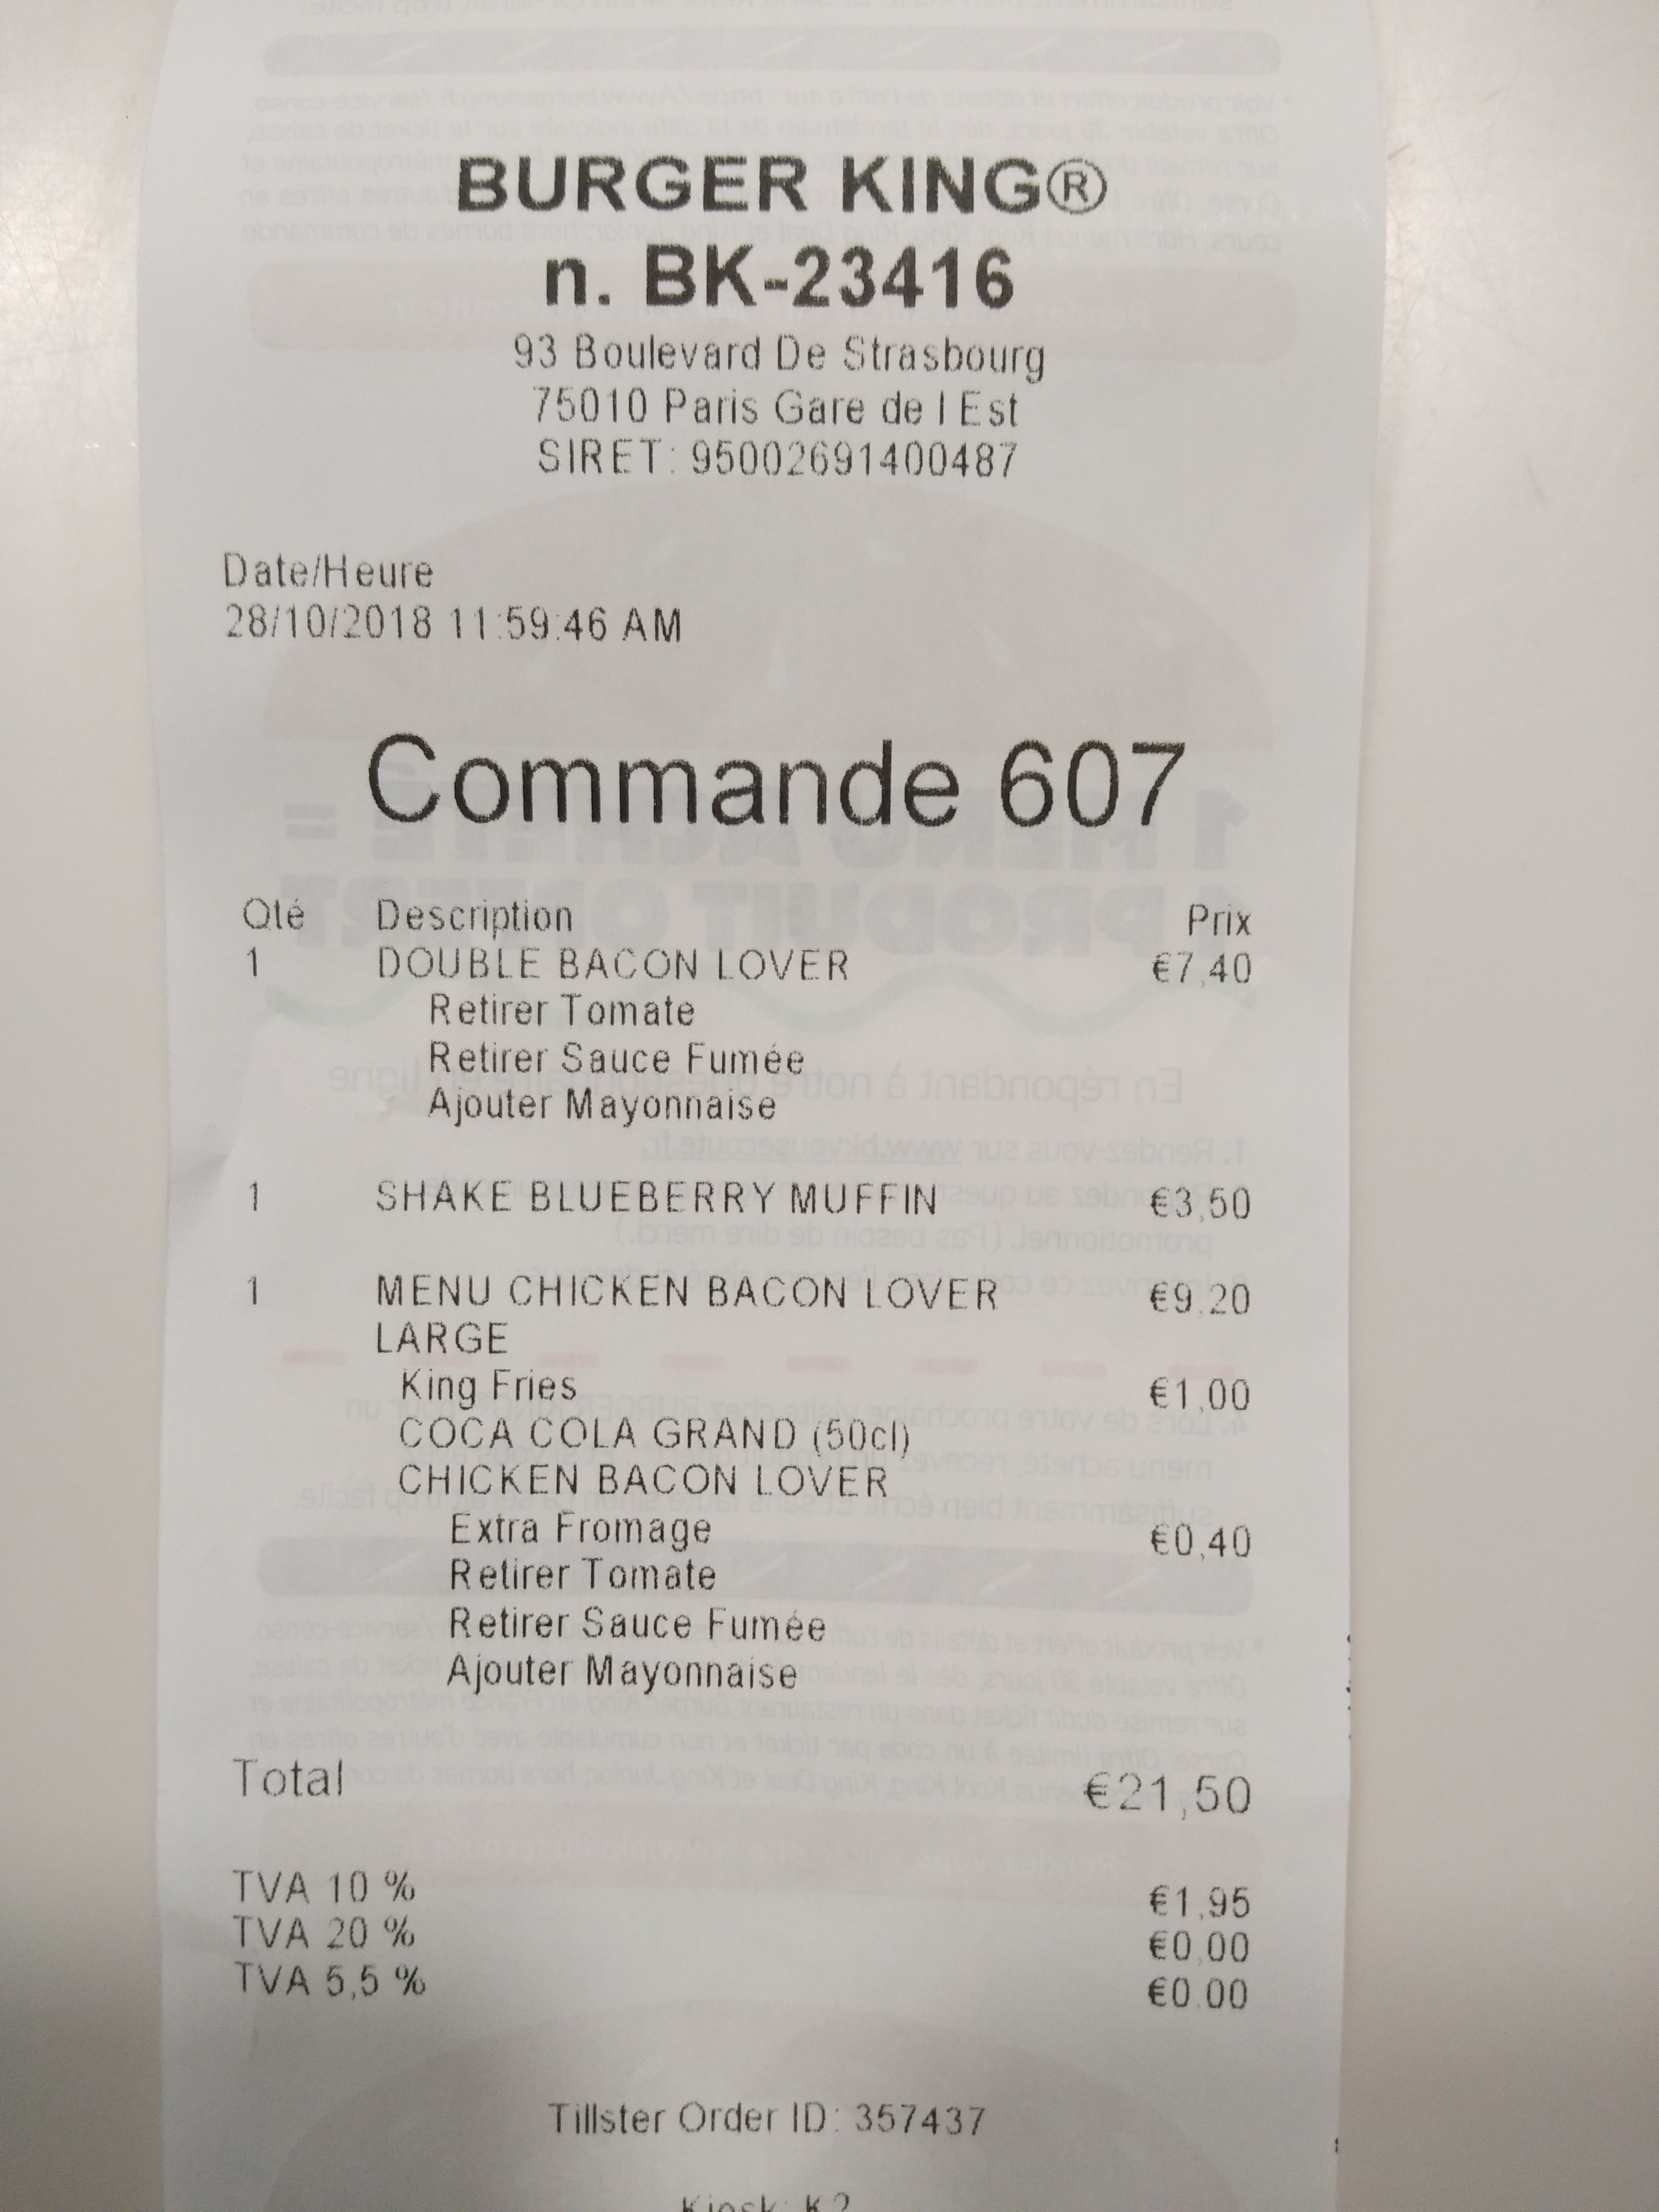 BURGER KING®
n. BK-23416
93 Boulevard De Strasbourg
75010 Paris Gare de l Est
SIRET: 95002691400487
Date/Heure
28/10/2018 11:59:46 AM
Commande 607
Qté Description Prix
1 DOUBLE BACON LOVER €7,40
Retirer Tomate
Retirer Sauce Fumée
Ajouter Mayonnaise
1 SHAKE BLUEBERRY MUFFIN €3,50
1 MENU CHICKEN BACON LOVER €9,20
LARGE
King Fries €1,00
COCA COLA GRAND (50cl)
CHICKEN BACON LOVER
Extra Fromage €0,40
Retirer Tomate
Retirer Sauce Fumée
Ajouter Mayonnaise
Total €21,50
TVA 10 % €1,95
TVA 20 % €0,00
TVA 5,5 % €0,00
Tillster Order ID: 357437
Kiosk: K2